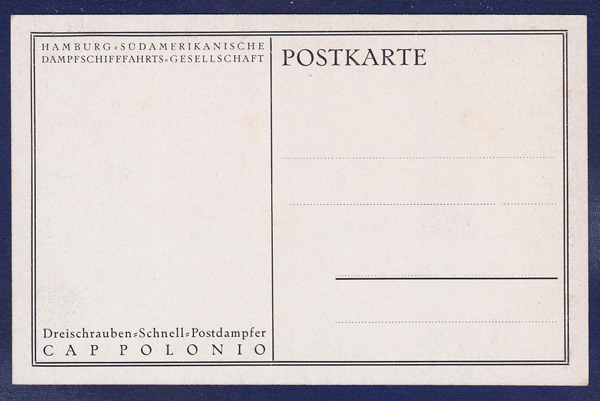 HAMBURG-SÜDAMERIKANISCHE
DAMPFSCHIFFFAHRTS-GESELLSCHAFT
POSTKARTE
Dreischrauben-Schnell-Postdampfer
CAP POLONIO